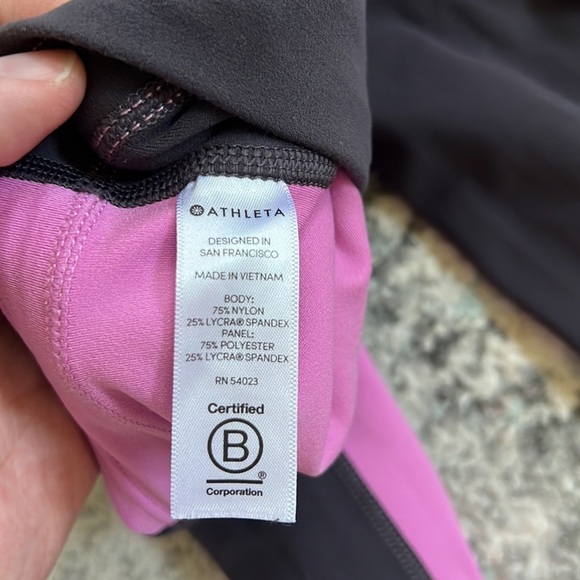 ATHLETA
DESIGNED IN
SAN FRANCISCO
MADE IN VIETNAM
BODY:
75% NYLON
25% LYCRA® SPANDEX
PANEL:
75% POLYESTER
25% LYCRA® SPANDEX
RN 54023
Certified
B
®
Corporation